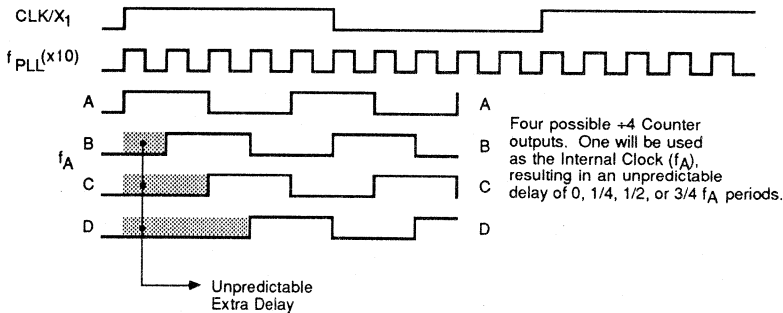 CLK/X1
f PLL (x10)
A
B
fA
C
D
A
B
C
D
Four possible ÷4 Counter
outputs. One will be used
as the Internal Clock (fA),
resulting in an unpredictable
delay of 0, 1/4, 1/2, or 3/4 fA periods.
Unpredictable
Extra Delay